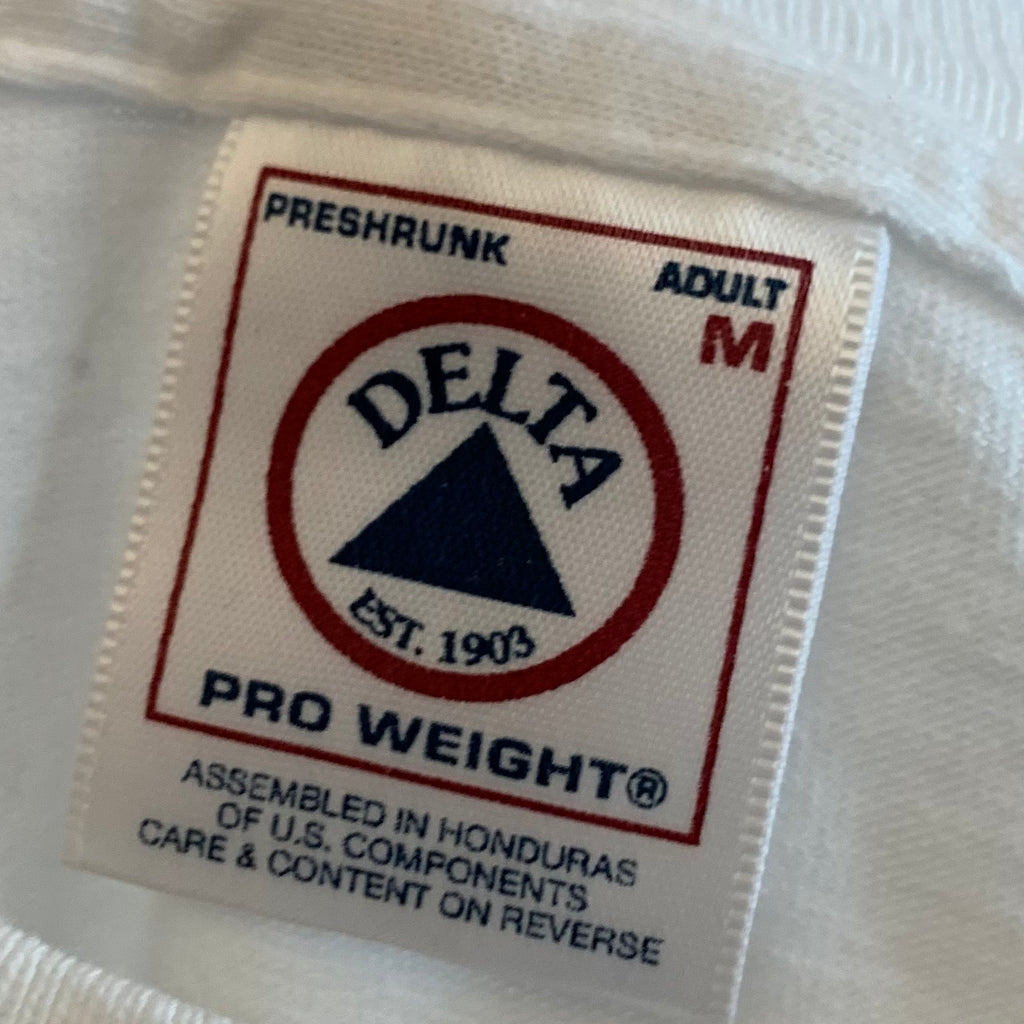 PRESHRUNK
ADULT
M
DELTA
EST. 1903
PRO WEIGHT®
ASSEMBLED IN HONDURAS
OF U.S. COMPONENTS
CARE & CONTENT ON REVERSE